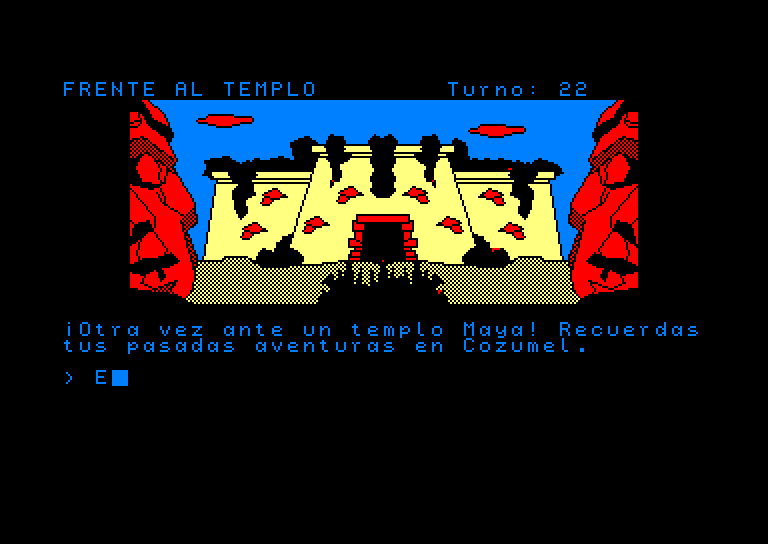 FRENTE AL TEMPLO Turno: 22
¡Otra vez ante un templo Maya! Recuerdas
tus pasadas aventuras en Cozumel.
> E